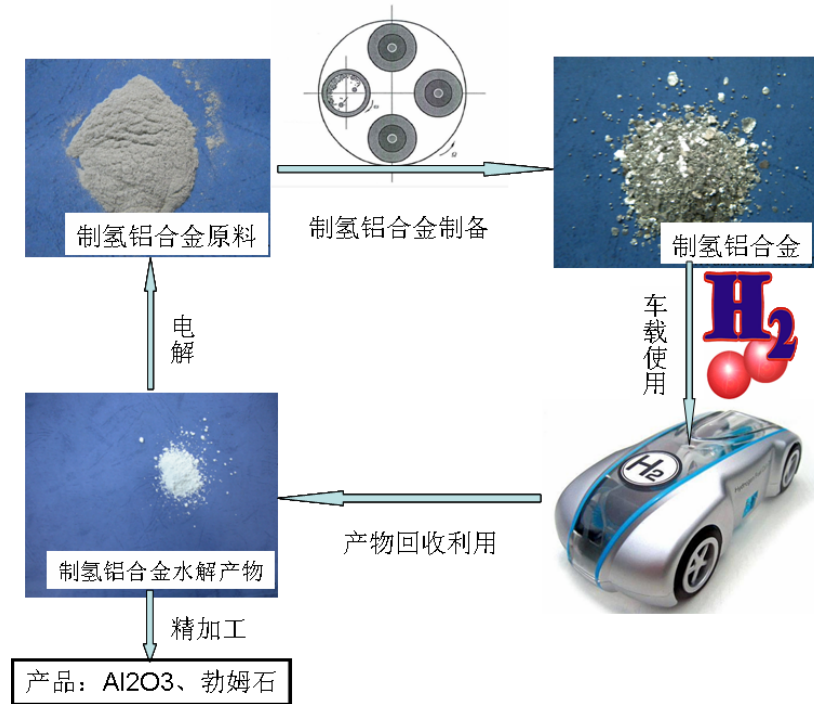 制氢铝合金原料
制氢铝合金制备
制氢铝合金
H2
车载使用
电解
H2
产物回收利用
制氢铝合金水解产物
精加工
产品：Al2O3、勃姆石